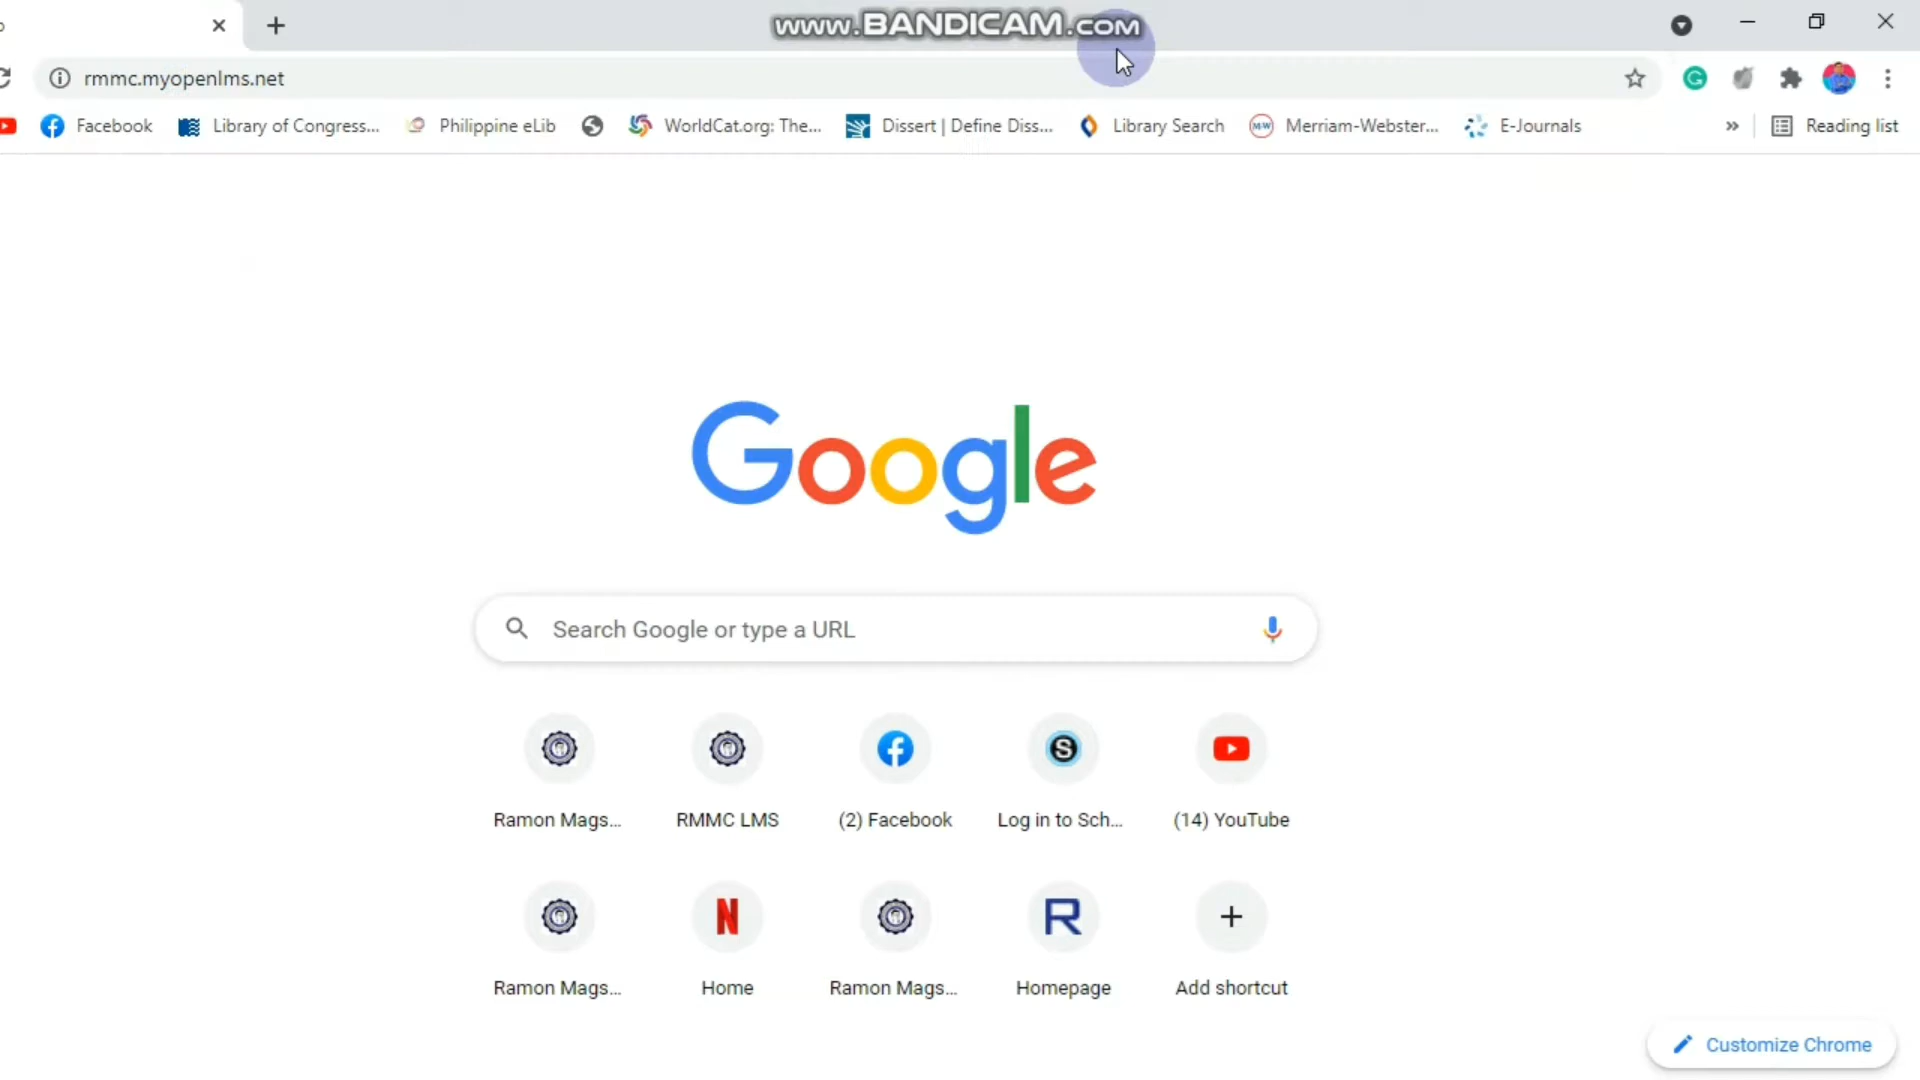 www.BANDICAM.com
rmmc.myopenlms.net
Facebook Library of Congress... Philippine eLib WorldCat.org: The... Dissert | Define Diss... Library Search M-W Merriam-Webster... E-Journals » Reading list
Google
Search Google or type a URL
Ramon Mags... RMMC LMS (2) Facebook Log in to Sch... (14) YouTube
Ramon Mags... Home Ramon Mags... Homepage Add shortcut
Customize Chrome